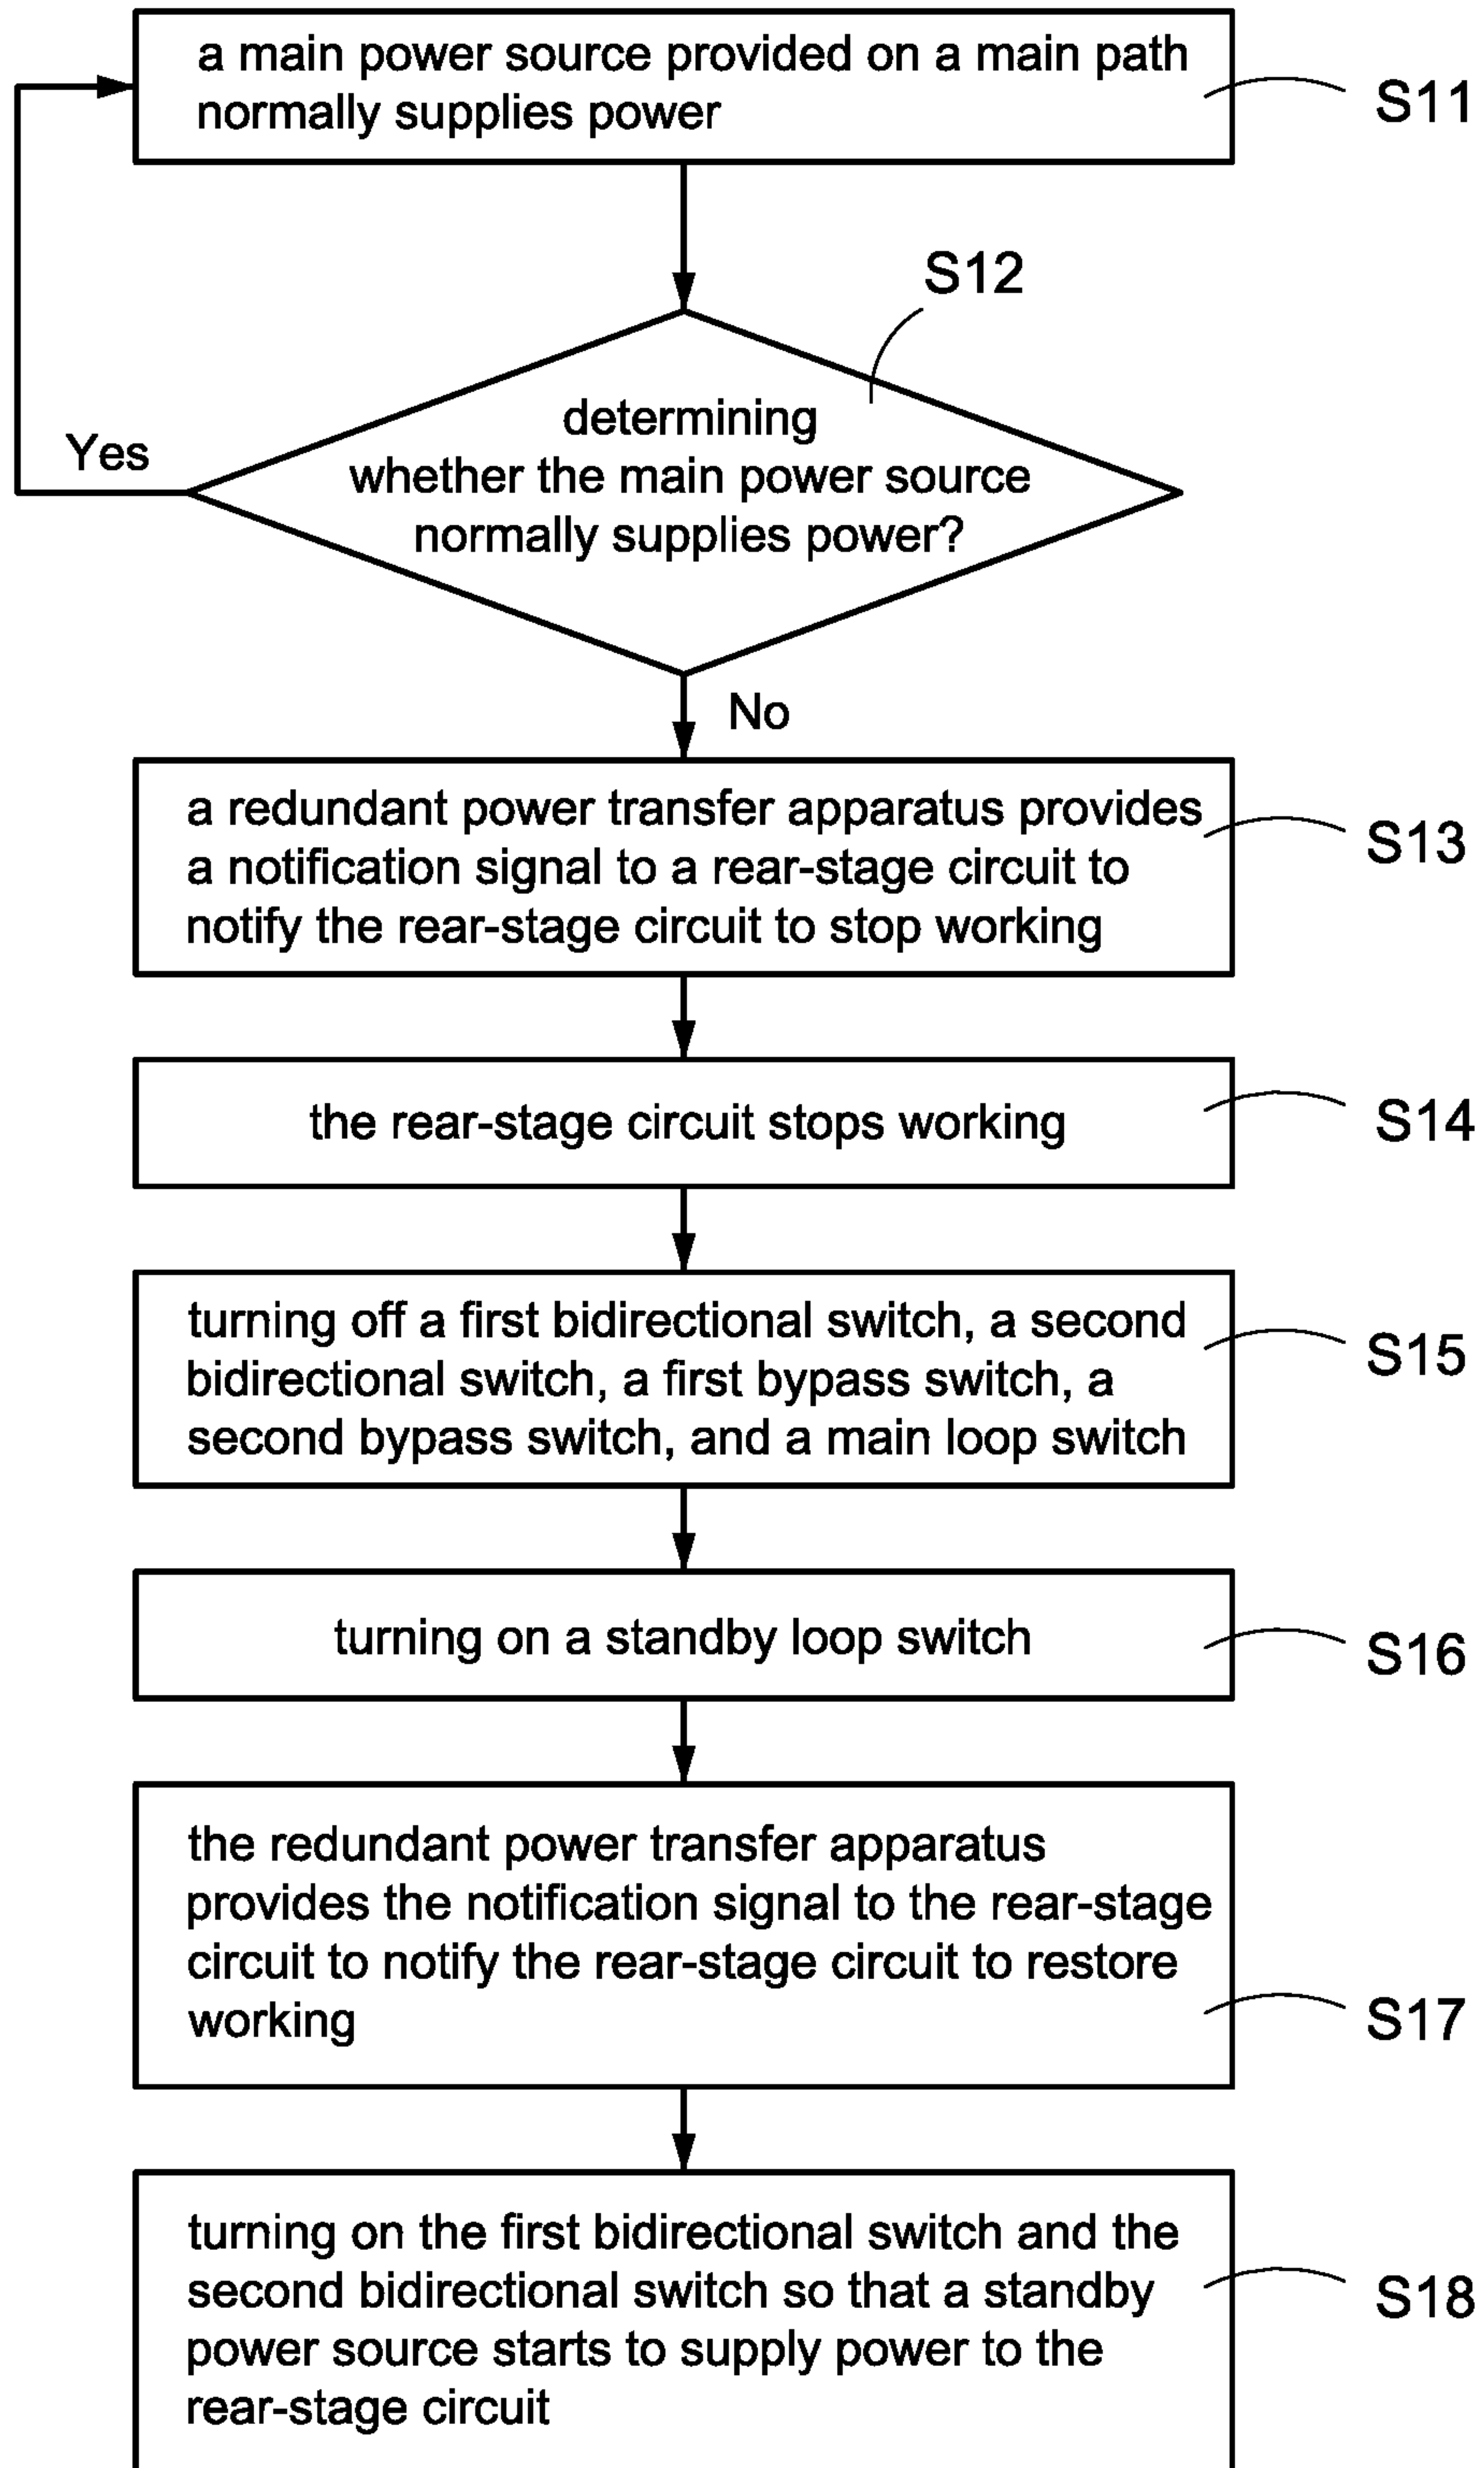 a main power source provided on a main path
normally supplies power
S11
S12
determining
whether the main power source
normally supplies power?
Yes
No
a redundant power transfer apparatus provides
a notification signal to a rear-stage circuit to
notify the rear-stage circuit to stop working
S13
the rear-stage circuit stops working
S14
turning off a first bidirectional switch, a second
bidirectional switch, a first bypass switch, a
second bypass switch, and a main loop switch
S15
turning on a standby loop switch
S16
the redundant power transfer apparatus
provides the notification signal to the rear-stage
circuit to notify the rear-stage circuit to restore
working
S17
turning on the first bidirectional switch and the
second bidirectional switch so that a standby
power source starts to supply power to the
rear-stage circuit
S18